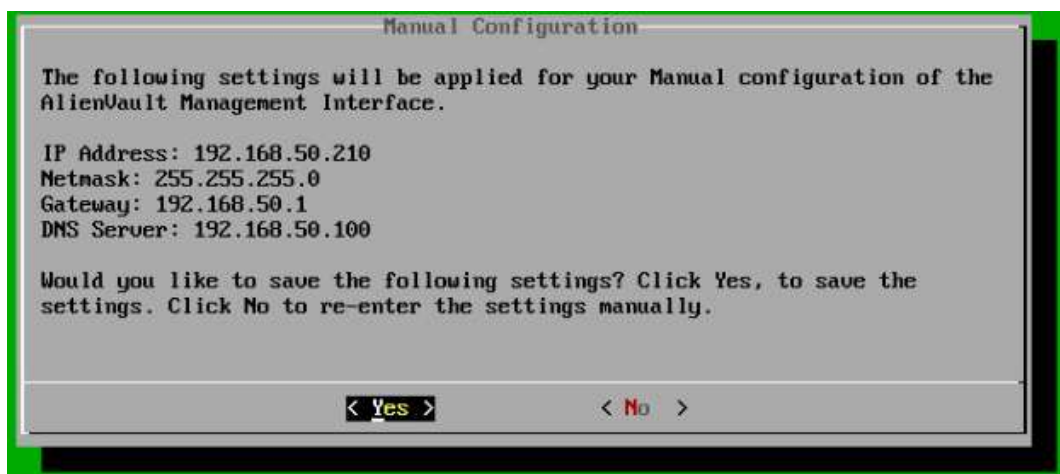 Manual Configuration
The following settings will be applied for your Manual configuration of the
AlienVault Management Interface.
IP Address: 192.168.50.210
Netmask: 255.255.255.0
Gateway: 192.168.50.1
DNS Server: 192.168.50.100
Would you like to save the following settings? Click Yes, to save the
settings. Click No to re-enter the settings manually.
< Yes > < No >